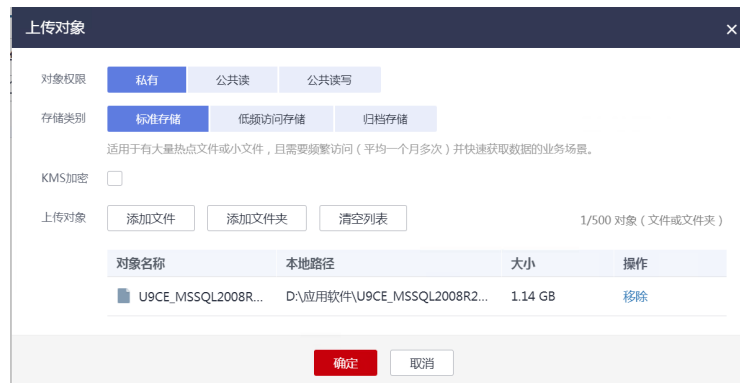 上传对象
×
对象权限 私有 公共读 公共读写
存储类别 标准存储 低频访问存储 归档存储
适用于有大量热点文件或小文件，且需要频繁访问（平均一个月多次）并快速获取数据的业务场景。
KMS加密
上传对象 添加文件 添加文件夹 清空列表 1/500 对象（文件或文件夹）
对象名称 本地路径 大小 操作
U9CE_MSSQL2008R... D:\应用软件\U9CE_MSSQL2008R2... 1.14 GB 移除
确定 取消